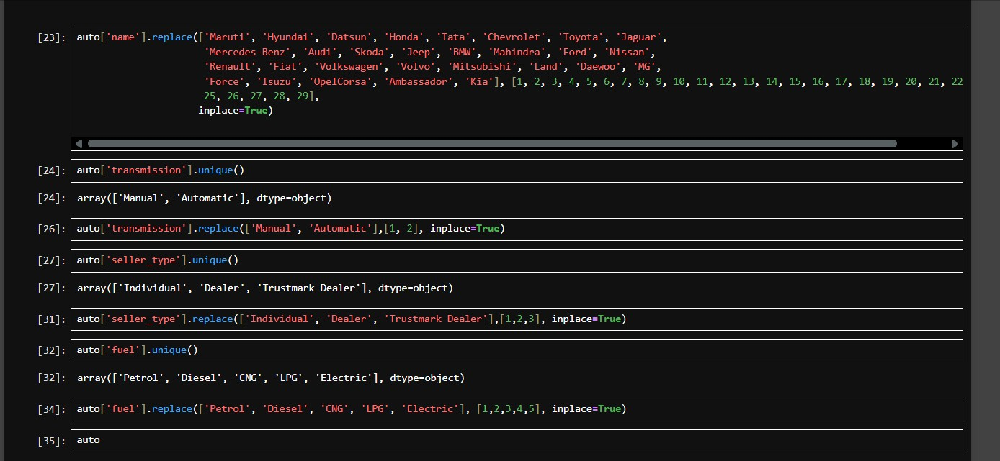 [23]: auto['name'].replace(['Maruti', 'Hyundai', 'Datsun', 'Honda', 'Tata', 'Chevrolet', 'Toyota', 'Jaguar',
'Mercedes-Benz', 'Audi', 'Skoda', 'Jeep', 'BMW', 'Mahindra', 'Ford', 'Nissan',
'Renault', 'Fiat', 'Volkswagen', 'Volvo', 'Mitsubishi', 'Land', 'Daewoo', 'MG',
'Force', 'Isuzu', 'OpelCorsa', 'Ambassador', 'Kia'], [1, 2, 3, 4, 5, 6, 7, 8, 9, 10, 11, 12, 13, 14, 15, 16, 17, 18, 19, 20, 21, 22
25, 26, 27, 28, 29],
inplace=True)
[24]: auto['transmission'].unique()
[24]: array(['Manual', 'Automatic'], dtype=object)
[26]: auto['transmission'].replace(['Manual', 'Automatic'],[1, 2], inplace=True)
[27]: auto['seller_type'].unique()
[27]: array(['Individual', 'Dealer', 'Trustmark Dealer'], dtype=object)
[31]: auto['seller_type'].replace(['Individual', 'Dealer', 'Trustmark Dealer'],[1,2,3], inplace=True)
[32]: auto['fuel'].unique()
[32]: array(['Petrol', 'Diesel', 'CNG', 'LPG', 'Electric'], dtype=object)
[34]: auto['fuel'].replace(['Petrol', 'Diesel', 'CNG', 'LPG', 'Electric'], [1,2,3,4,5], inplace=True)
[35]: auto